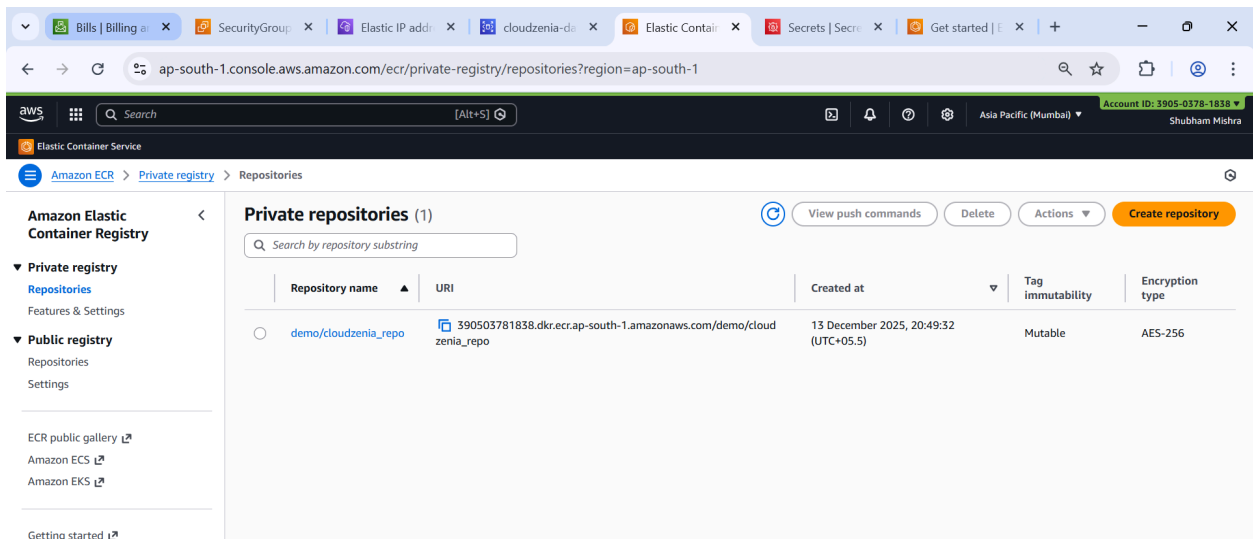 Bills | Billing an
SecurityGroup
Elastic IP addre
cloudzenia-da
Elastic Contain
Secrets | Secre
Get started | E
ap-south-1.console.aws.amazon.com/ecr/private-registry/repositories?region=ap-south-1
aws
Search
[Alt+S]
Asia Pacific (Mumbai)
Account ID: 3905-0378-1838
Shubham Mishra
Elastic Container Service
Amazon ECR > Private registry > Repositories
Amazon Elastic
Container Registry
Private registry
Repositories
Features & Settings
Public registry
Repositories
Settings
ECR public gallery
Amazon ECS
Amazon EKS
Getting started
Private repositories (1)
View push commands
Delete
Actions
Create repository
Search by repository substring
Repository name
URI
Created at
Tag
immutability
Encryption
type
demo/cloudzenia_repo
390503781838.dkr.ecr.ap-south-1.amazonaws.com/demo/cloud
zenia_repo
13 December 2025, 20:49:32
(UTC+05.5)
Mutable
AES-256